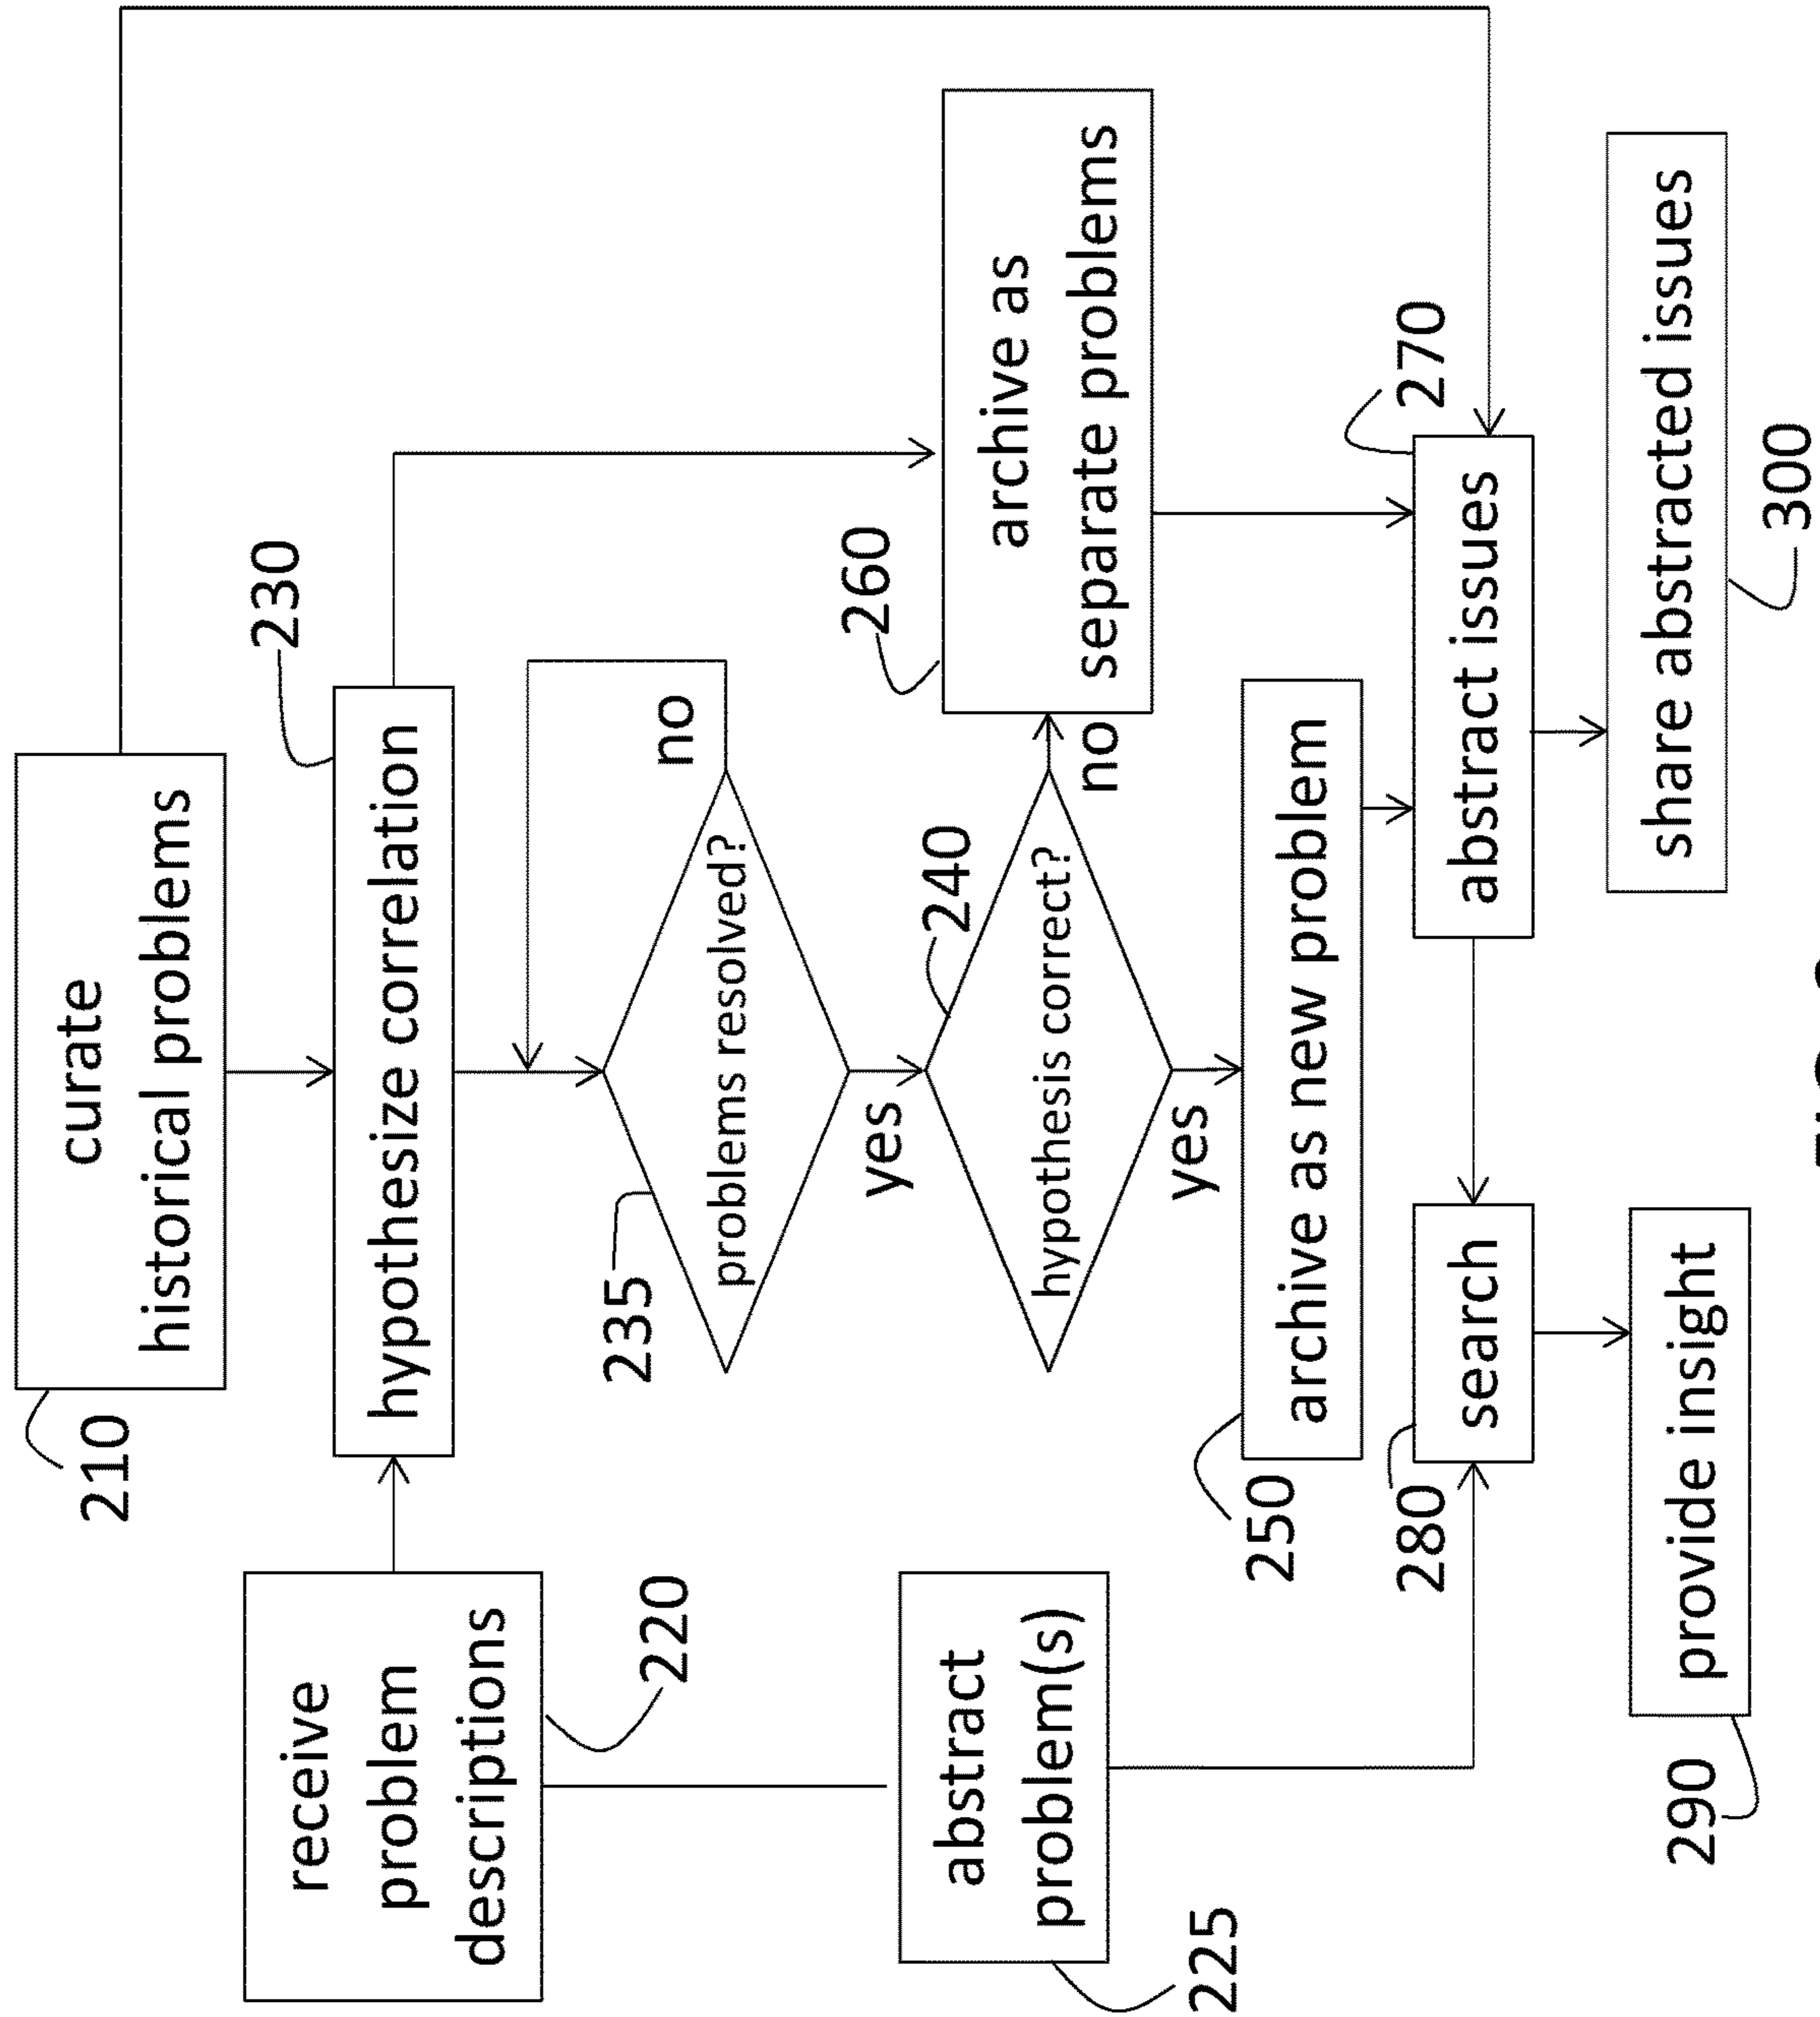 curate
historical problems
210
receive
problem
descriptions
220
230
hypothesize correlation
235
problems resolved?
no
yes
240
hypothesis correct?
no
yes
260
archive as
separate problems
abstract
problem(s)
225
250
archive as new problem
270
abstract issues
280
search
290
provide insight
share abstracted issues
300